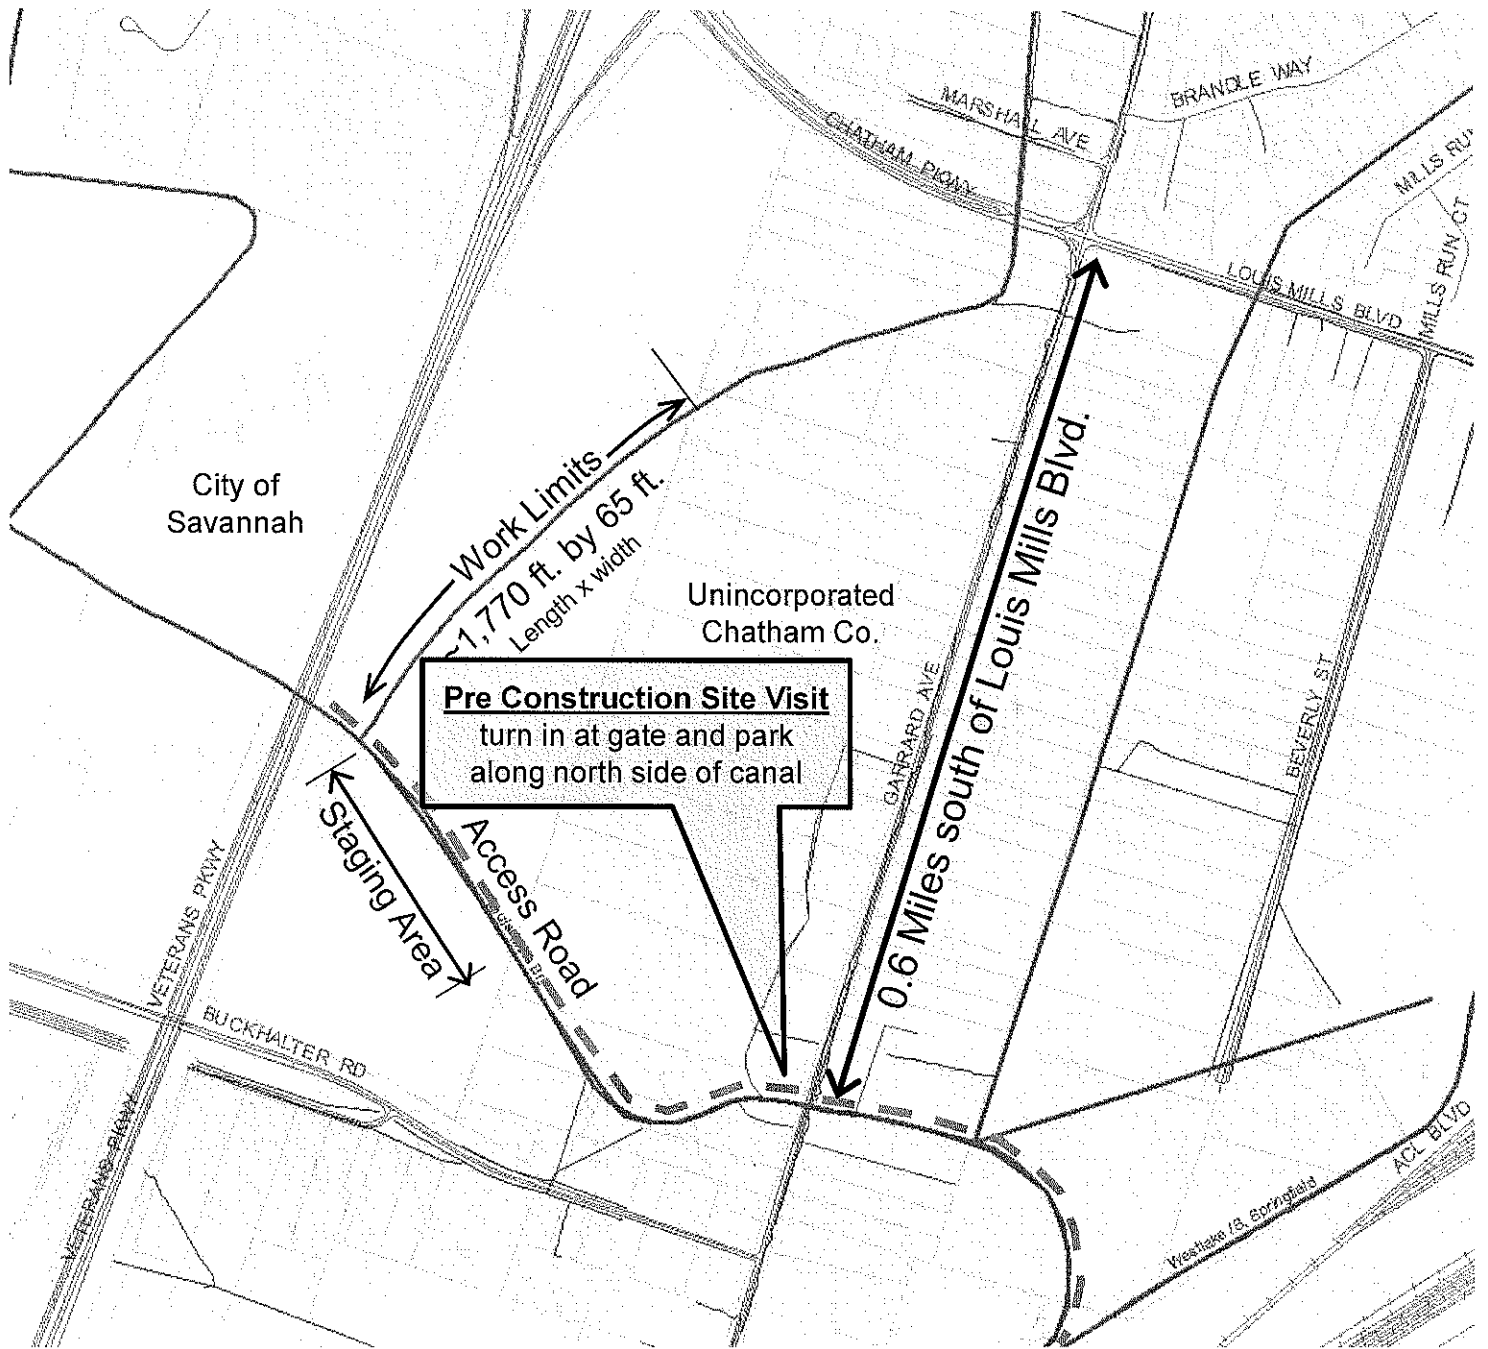 BRANDLE WAY
MARSHALL AVE
CHATHAM PKWY
MILLS RUN CT
LOUIS MILLS BLVD
City of
Savannah
Work Limits
~1,770 ft. by 65 ft.
Length x width
Unincorporated
Chatham Co.
Pre Construction Site Visit
turn in at gate and park
along north side of canal
GARRARD AVE
0.6 Miles south of Louis Mills Blvd.
BEVERLY ST
Staging Area
Access Road
VETERANS PKWY
BUCKHALTER RD
VETERANS PKWY
ACL BLVD
Westlake /S. Springfield